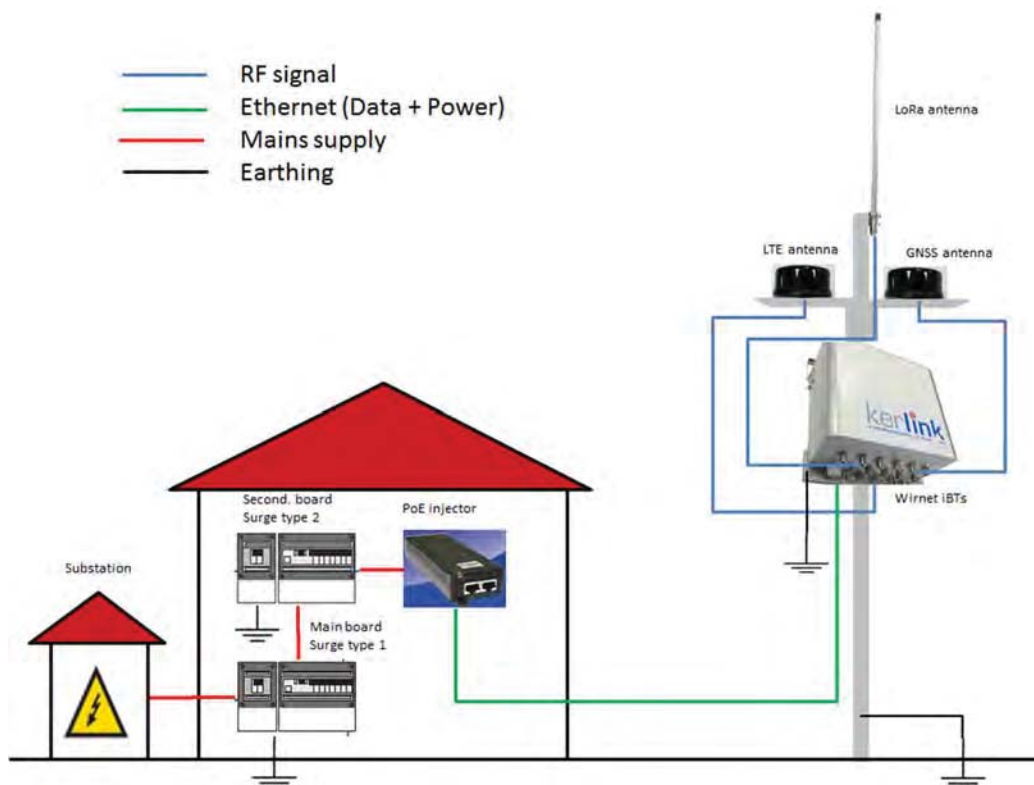 RF signal
Ethernet (Data + Power)
Mains supply
Earthing
LoRa antenna
LTE antenna
GNSS antenna
kerlink
Wirnet iBTs
Second. board
Surge type 2
PoE injector
Substation
Main board
Surge type 1